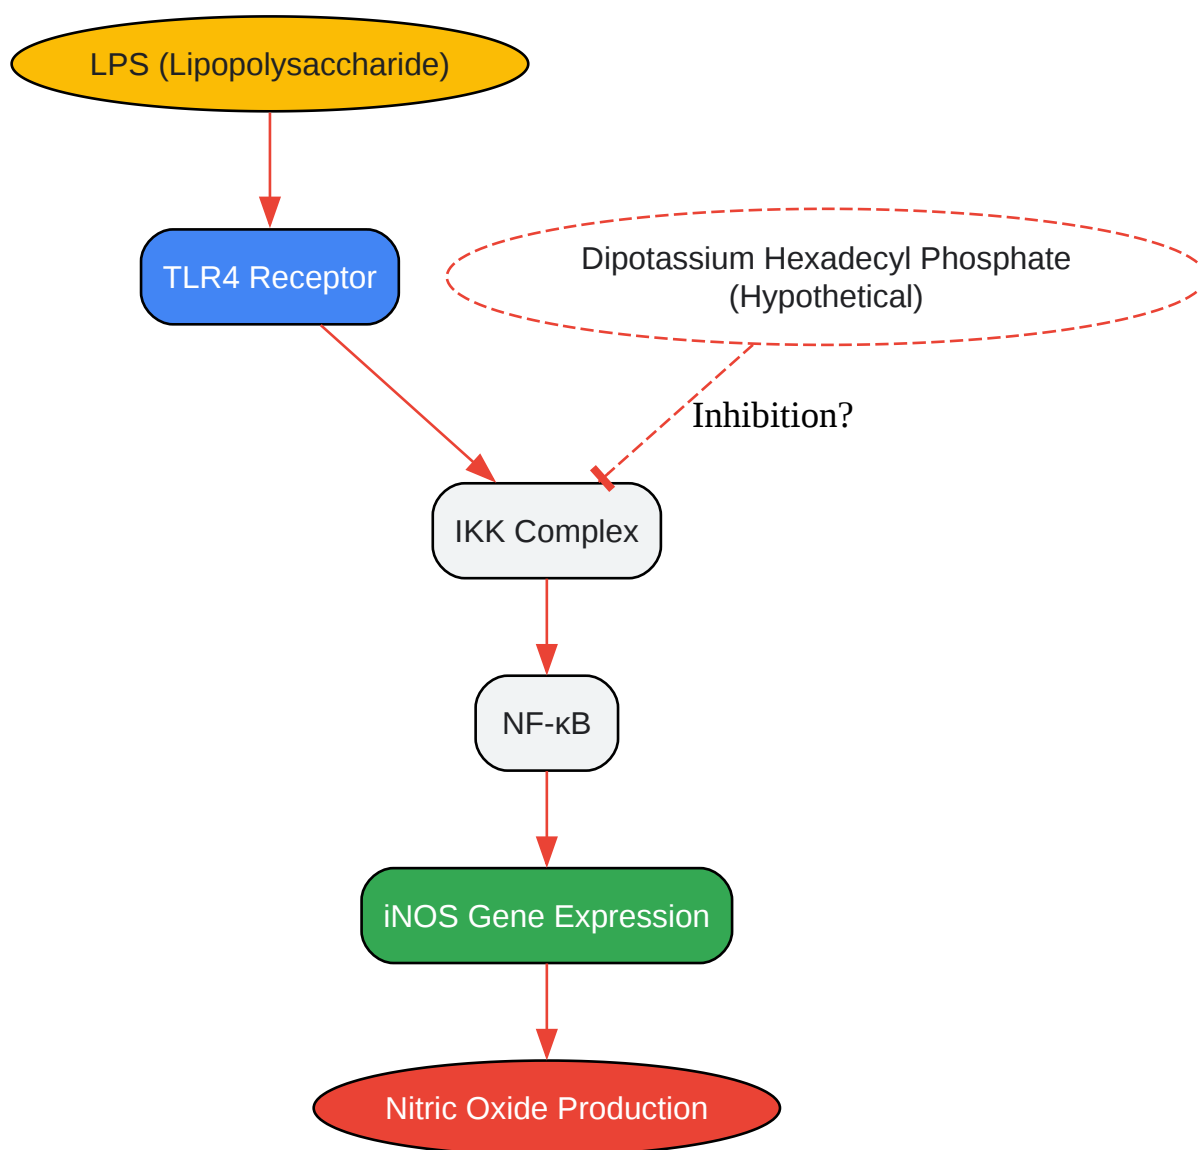 LPS (Lipopolysaccharide)
TLR4 Receptor
Dipotassium Hexadecyl Phosphate
(Hypothetical)
Inhibition?
IKK Complex
NF-κB
iNOS Gene Expression
Nitric Oxide Production